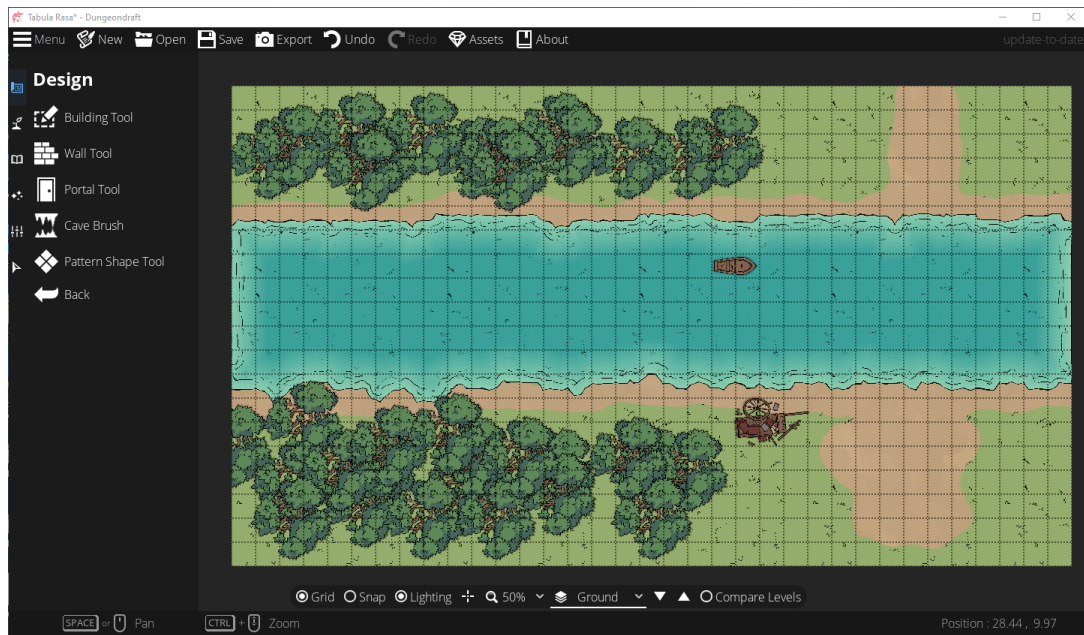 Tabula Rasa* - Dungeondraft
Menu New Open Save Export Undo Redo Assets About update-to-date
Design
Building Tool
Wall Tool
Portal Tool
Cave Brush
Pattern Shape Tool
Back
Grid Snap Lighting 50% Ground Compare Levels
SPACE or Pan CTRL + Zoom Position : 28.44 , 9.97